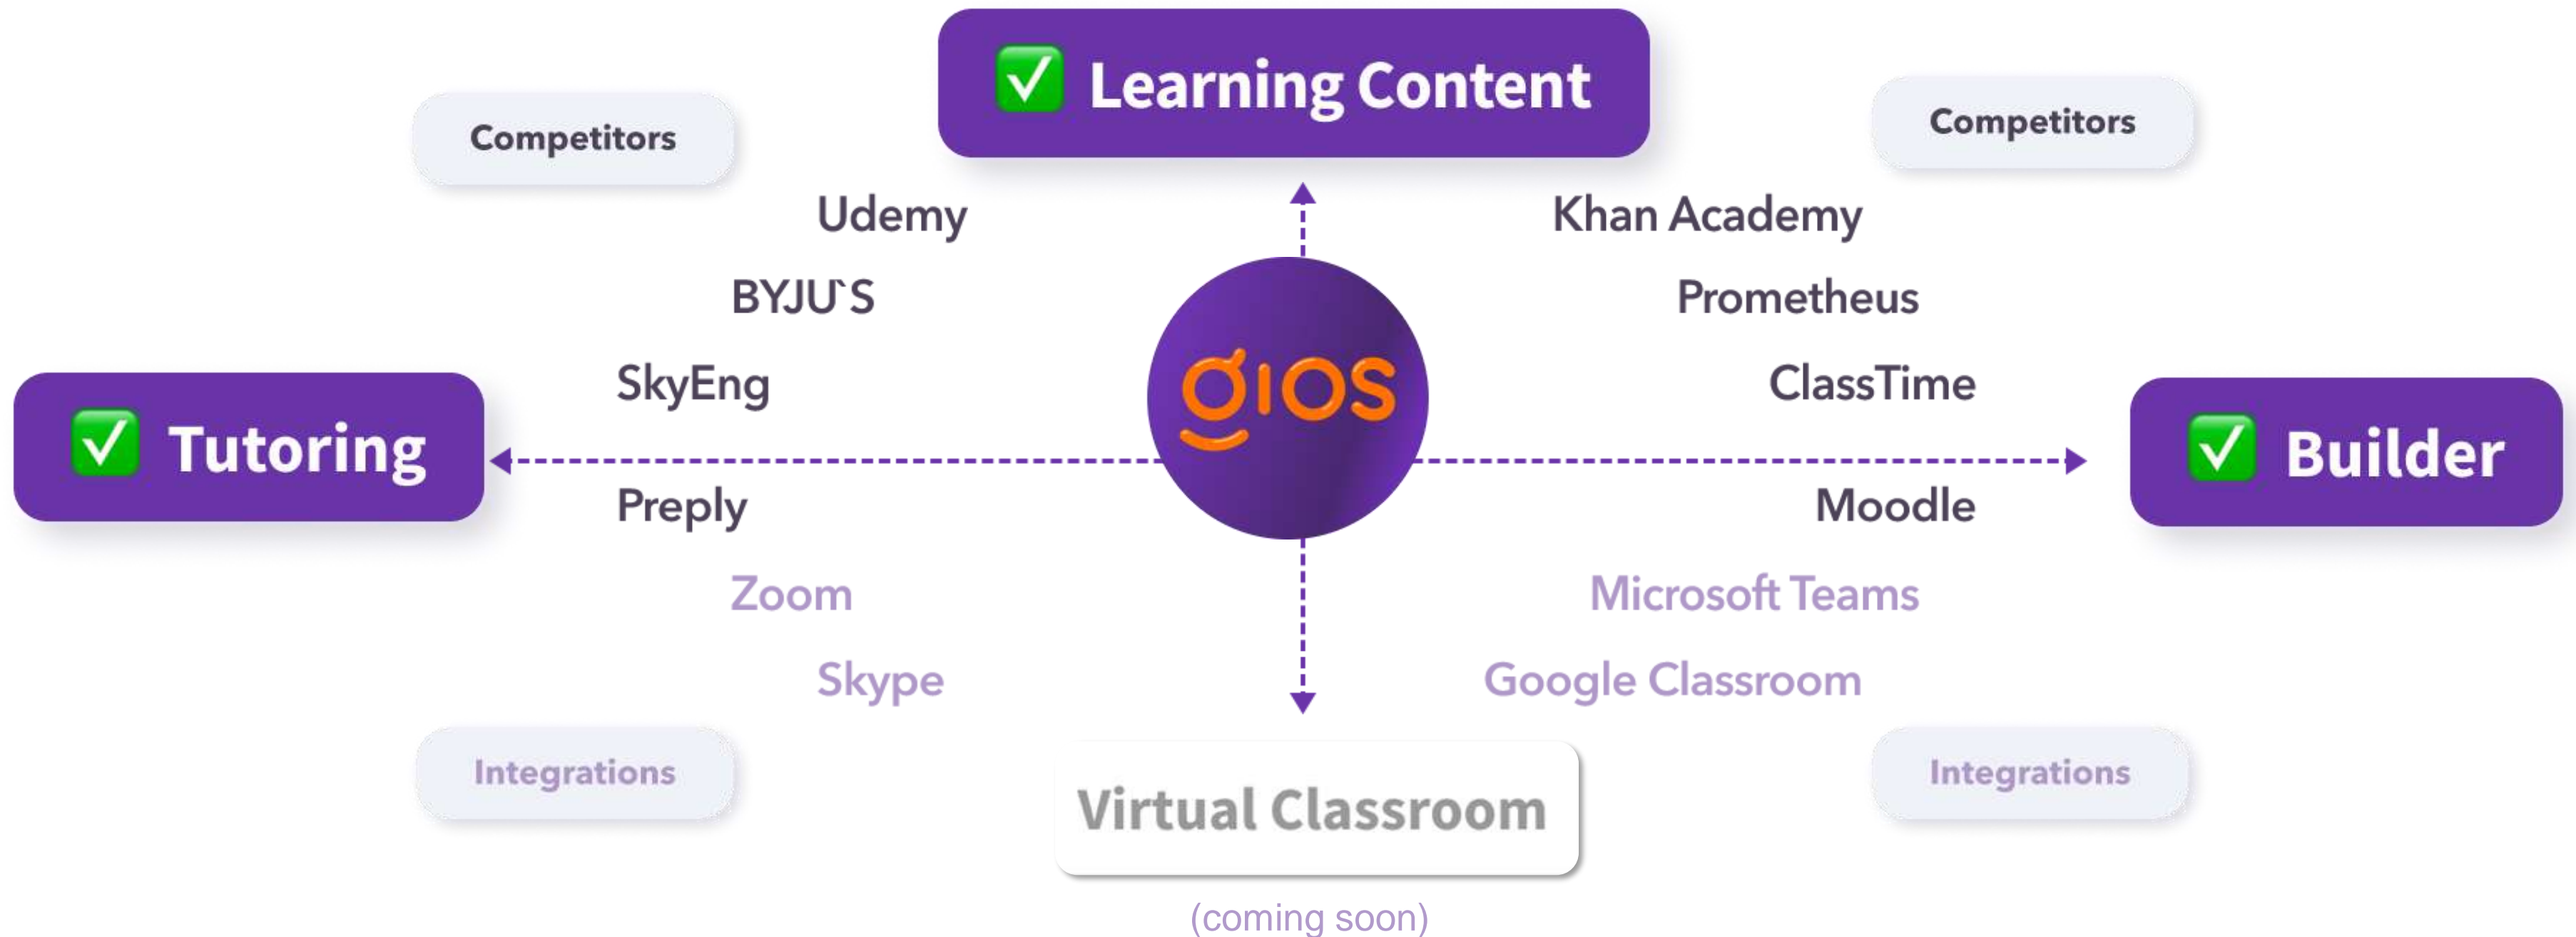 ✅ Learning Content
Competitors
Competitors
Udemy
Khan Academy
BYJU`S
Prometheus
gios
SkyEng
ClassTime
✅ Tutoring
✅ Builder
Preply
Moodle
Zoom
Microsoft Teams
Skype
Google Classroom
Integrations
Integrations
Virtual Classroom
(coming soon)